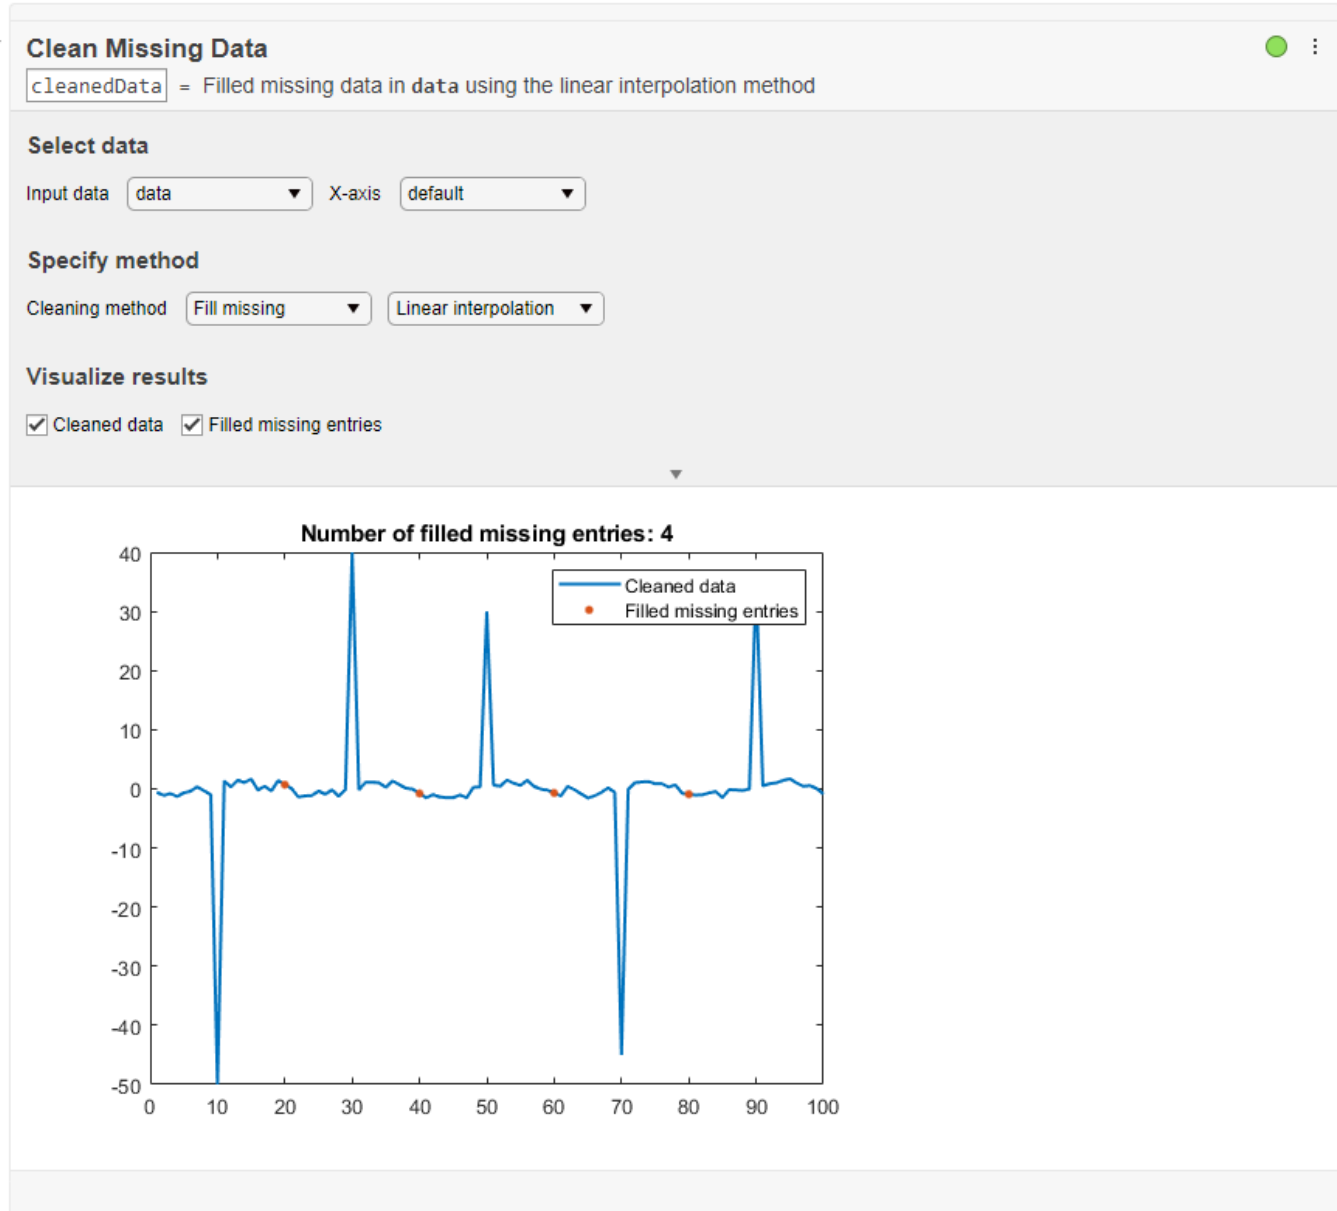 Clean Missing Data
cleanedData = Filled missing data in data using the linear interpolation method
Select data
Input data data X-axis default
Specify method
Cleaning method Fill missing Linear interpolation
Visualize results
Cleaned data Filled missing entries
Number of filled missing entries: 4
Cleaned data
Filled missing entries
40
30
20
10
0
-10
-20
-30
-40
-50
0 10 20 30 40 50 60 70 80 90 100